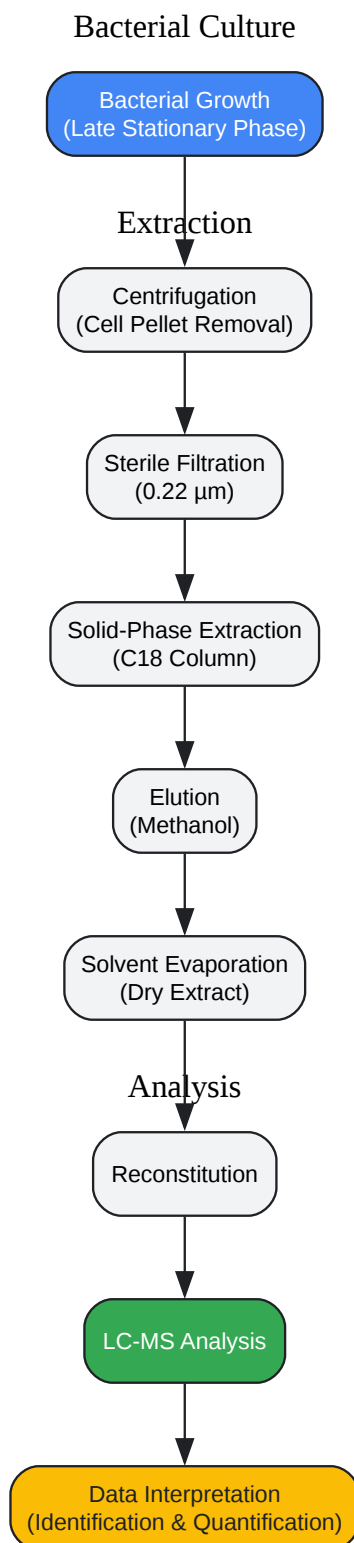 Bacterial Culture
Bacterial Growth
(Late Stationary Phase)
Extraction
Centrifugation
(Cell Pellet Removal)
Sterile Filtration
(0.22 µm)
Solid-Phase Extraction
(C18 Column)
Elution
(Methanol)
Solvent Evaporation
(Dry Extract)
Analysis
Reconstitution
LC-MS Analysis
Data Interpretation
(Identification & Quantification)